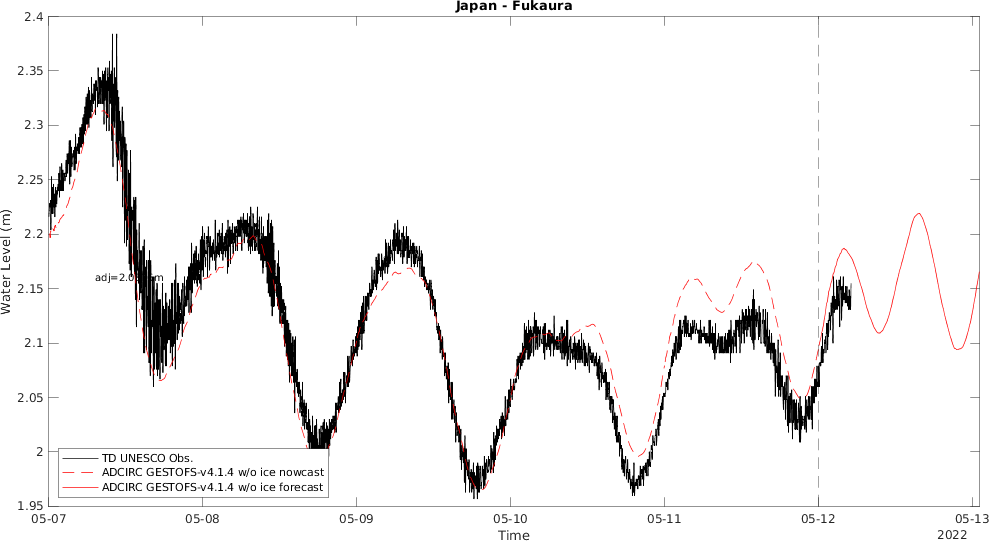 Japan - Fukaura
2.4
2.35
2.3
2.25
2.2
2.15
2.1
2.05
2
1.95
Water Level (m)
TD UNESCO Obs.
ADCIRC GESTOFS-v4.1.4 w/o ice nowcast
ADCIRC GESTOFS-v4.1.4 w/o ice forecast
05-07 05-08 05-09 05-10 05-11 05-12 05-13
Time
2022